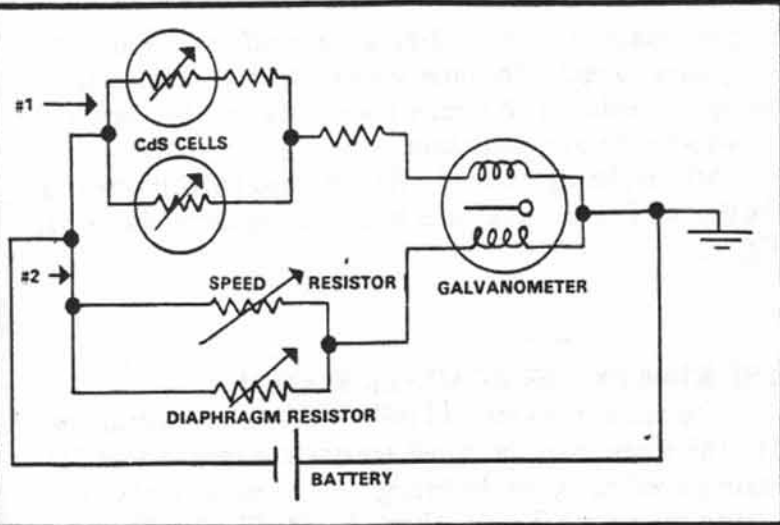 #1
CdS CELLS
#2
SPEED RESISTOR
GALVANOMETER
DIAPHRAGM RESISTOR
BATTERY